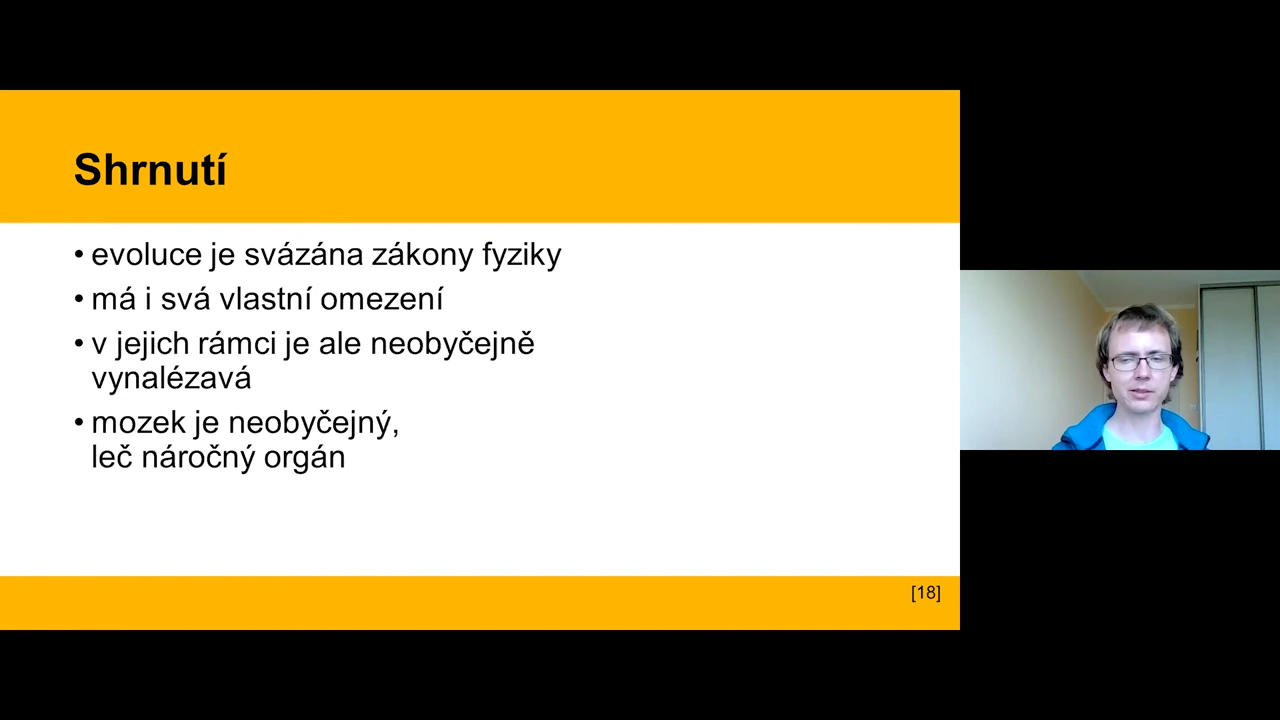 Shrnutí
• evoluce je svázána zákony fyziky
• má i svá vlastní omezení
• v jejich rámci je ale neobyčejně
vynalézavá
• mozek je neobyčejný,
leč náročný orgán
[18]